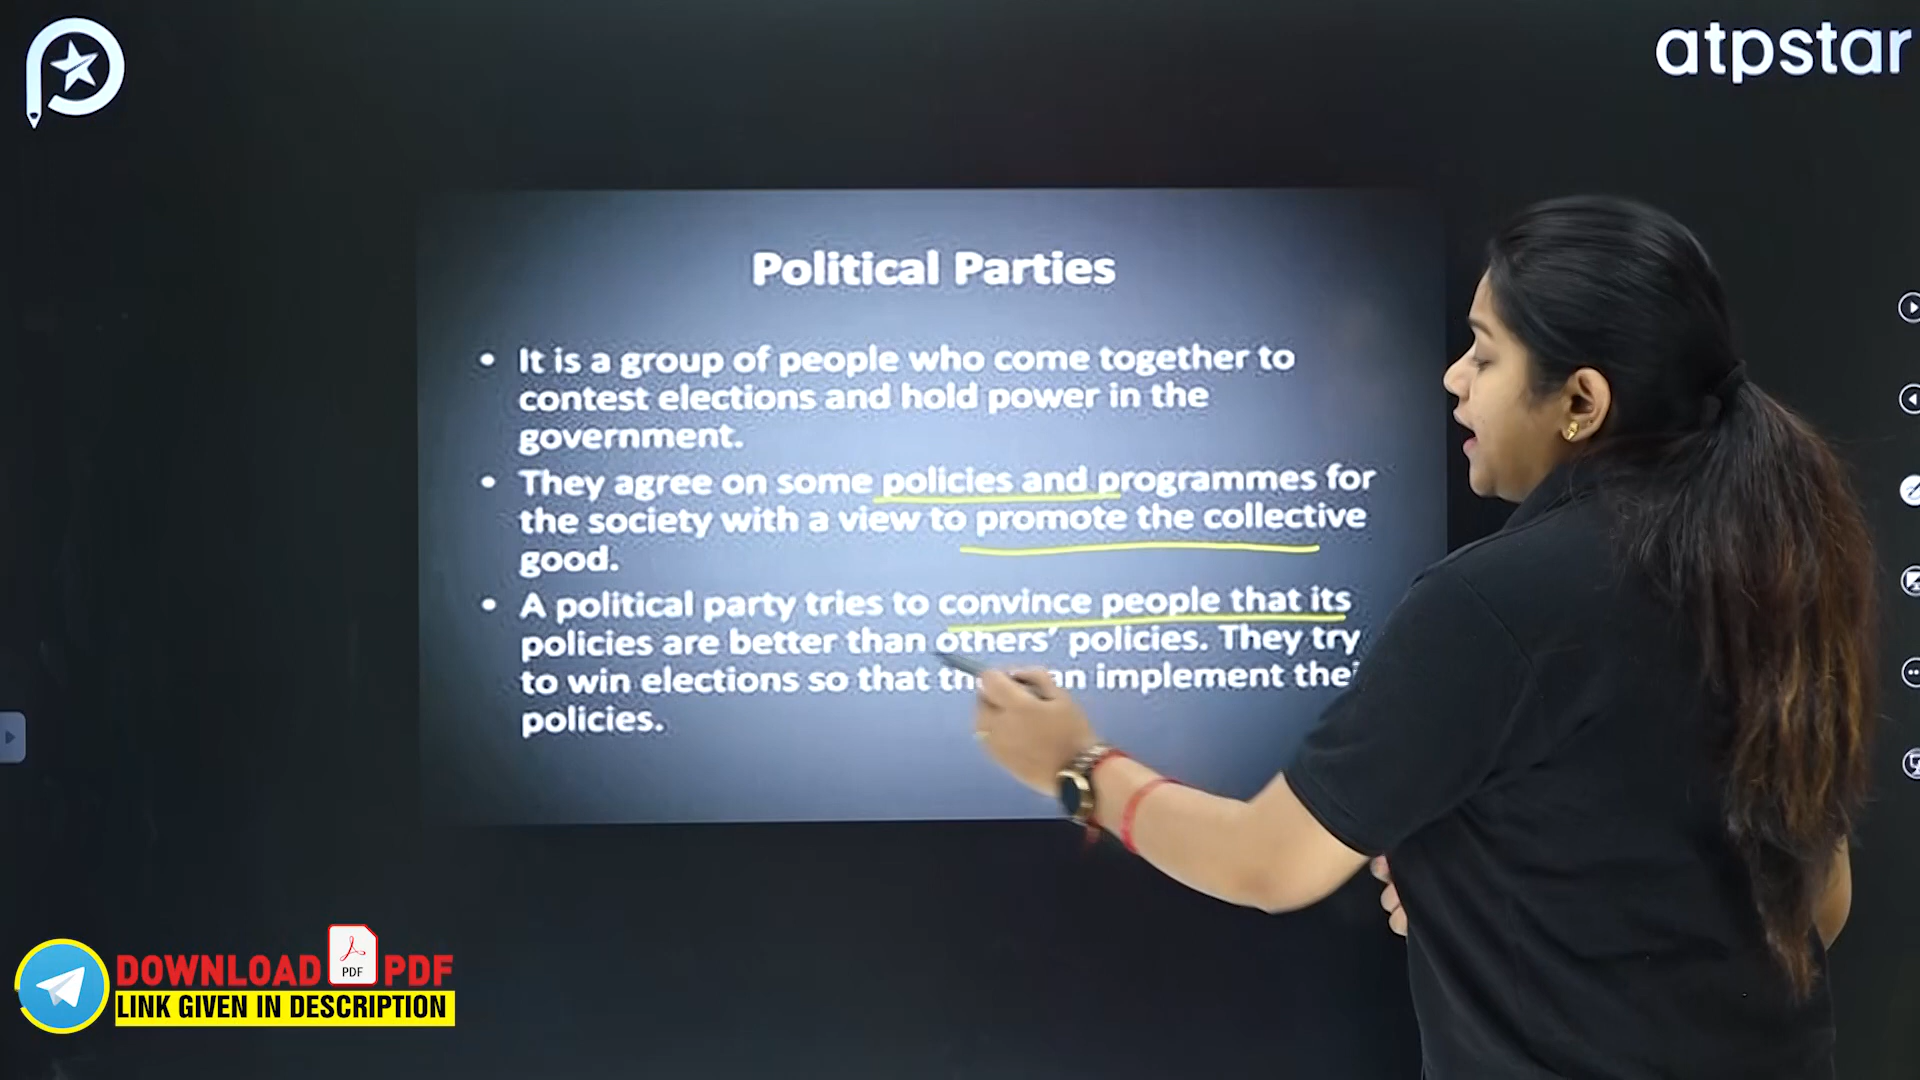 atpstar
Political Parties
• It is a group of people who come together to
contest elections and hold power in the
government.
• They agree on some policies and programmes for
the society with a view to promote the collective
good.
• A political party tries to convince people that its
policies are better than others' policies. They try
to win elections so that implement
policies.
DOWNLOAD PDF PDF
LINK GIVEN IN DESCRIPTION